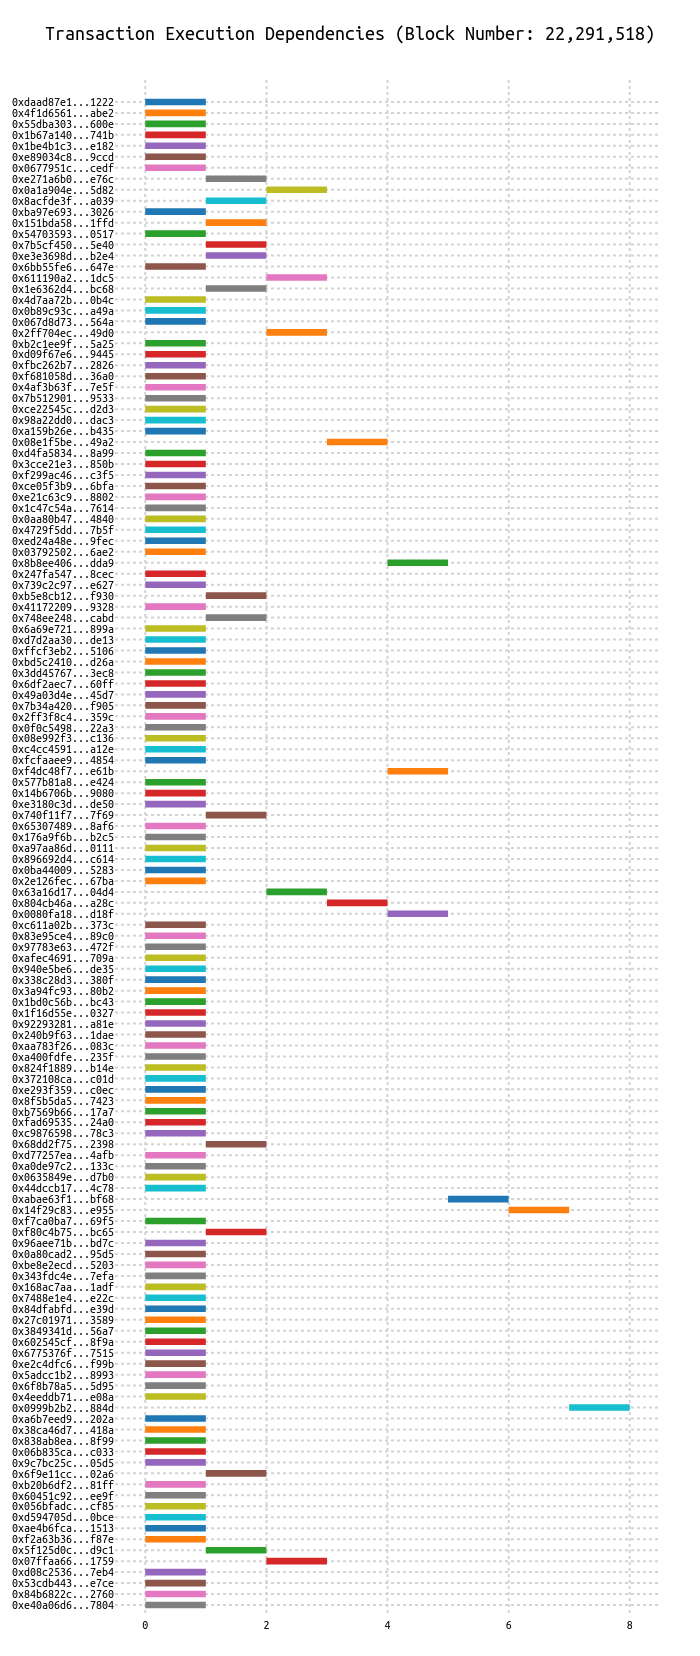 Transaction Execution Dependencies (Block Number: 22,291,518)
0xdaad87e1...1222
0x4f1d6561...abe2
0x55dba303...600e
0x1b67a140...741b
0x1be4b1c3...e182
0xe89034c8...9ccd
0x0677951c...cedf
0xe271a6b0...e76c
0x0a1a904e...5d82
0x8acfde3f...a039
0xba97e693...3026
0x151bda58...1ffd
0x54703593...0517
0x7b5cf450...5e40
0xe3e3698d...b2e4
0x6bb55fe6...647e
0x611190a2...1dc5
0x1e6362d4...bc68
0x4d7aa72b...0b4c
0x0b89c93c...a49a
0x067d8d73...564a
0x2ff704ec...49d0
0xb2c1ee9f...5a25
0xd09f67e6...9445
0xfbc262b7...2826
0xf681058d...36a0
0x4af3b63f...7e5f
0x7b512901...9533
0xce22545c...d2d3
0x98a22dd0...dac3
0xa159b26e...b435
0x08e1f5be...49a2
0xd4fa5834...8a99
0x3cce21e3...850b
0xf299ac46...c3f5
0xce05f3b9...6bfa
0xe21c63c9...8802
0x1c47c54a...7614
0x0aa80b47...4840
0x4729f5dd...7b5f
0xed24a48e...9fec
0x03792502...6ae2
0x8b8ee406...dda9
0x247fa547...8cec
0x739c2c97...e627
0xb5e8cb12...f930
0x41172209...9328
0x748ee248...cabd
0x6a69e721...899a
0xd7d2aa30...de13
0xffcf3eb2...5106
0xbd5c2410...d26a
0x3dd45767...3ec8
0x6df2aec7...60ff
0x49a03d4e...45d7
0x7b34a420...f905
0x2ff3f8c4...359c
0x0f0c5498...22a3
0x08e992f3...c136
0xc4cc4591...a12e
0xfcfaaee9...4854
0xf4dc48f7...e61b
0x577b81a8...e424
0x14b6706b...9080
0xe3180c3d...de50
0x740f11f7...7f69
0x65307489...8af6
0x176a9f6b...b2c5
0xa97aa86d...0111
0x896692d4...c614
0x0ba44009...5283
0x2e126fec...67ba
0x63a16d17...04d4
0x804cb46a...a28c
0x0080fa18...d18f
0xc611a02b...373c
0x83e95ce4...89c0
0x97783e63...472f
0xafec4691...709a
0x940e5be6...de35
0x338c28d3...380f
0x3a94fc93...80b2
0x1bd0c56b...bc43
0x1f16d55e...0327
0x92293281...a81e
0x240b9f63...1dae
0xaa783f26...083c
0xa400fdfe...235f
0x824f1889...b14e
0x372108ca...c01d
0xe293f359...c0ec
0x8f5b5da5...7423
0xb7569b66...17a7
0xfad69535...24a0
0xc9876598...78c3
0x68dd2f75...2398
0xd77257ea...4afb
0xa0de97c2...133c
0x0635849e...d7b0
0x44dccb17...4c78
0xabae63f1...bf68
0x14f29c83...e955
0xf7ca0ba7...69f5
0xf80c4b75...bc65
0x96aee71b...bd7c
0x0a80cad2...95d5
0xbe8e2ecd...5203
0x343fdc4e...7efa
0x168ac7aa...1adf
0x7488e1e4...e22c
0x84dfabfd...e39d
0x27c01971...3589
0x3849341d...56a7
0x602545cf...8f9a
0x6775376f...7515
0xe2c4dfc6...f99b
0x5adcc1b2...8993
0x6f8b78a5...5d95
0x4eeddb71...e08a
0x0999b2b2...884d
0xa6b7eed9...202a
0x38ca46d7...418a
0x838ab8ea...8f99
0x06b835ca...c033
0x9c7bc25c...05d5
0x6f9e11cc...02a6
0xb20b6df2...81ff
0x60451c92...ee9f
0x056bfadc...cf85
0xd594705d...0bce
0xae4b6fca...1513
0xf2a63b36...f87e
0x5f125d0c...d9c1
0x07ffaa66...1759
0xd08c2536...7eb4
0x53cdb443...e7ce
0x84b6822c...2760
0xe40a06d6...7804
0 2 4 6 8